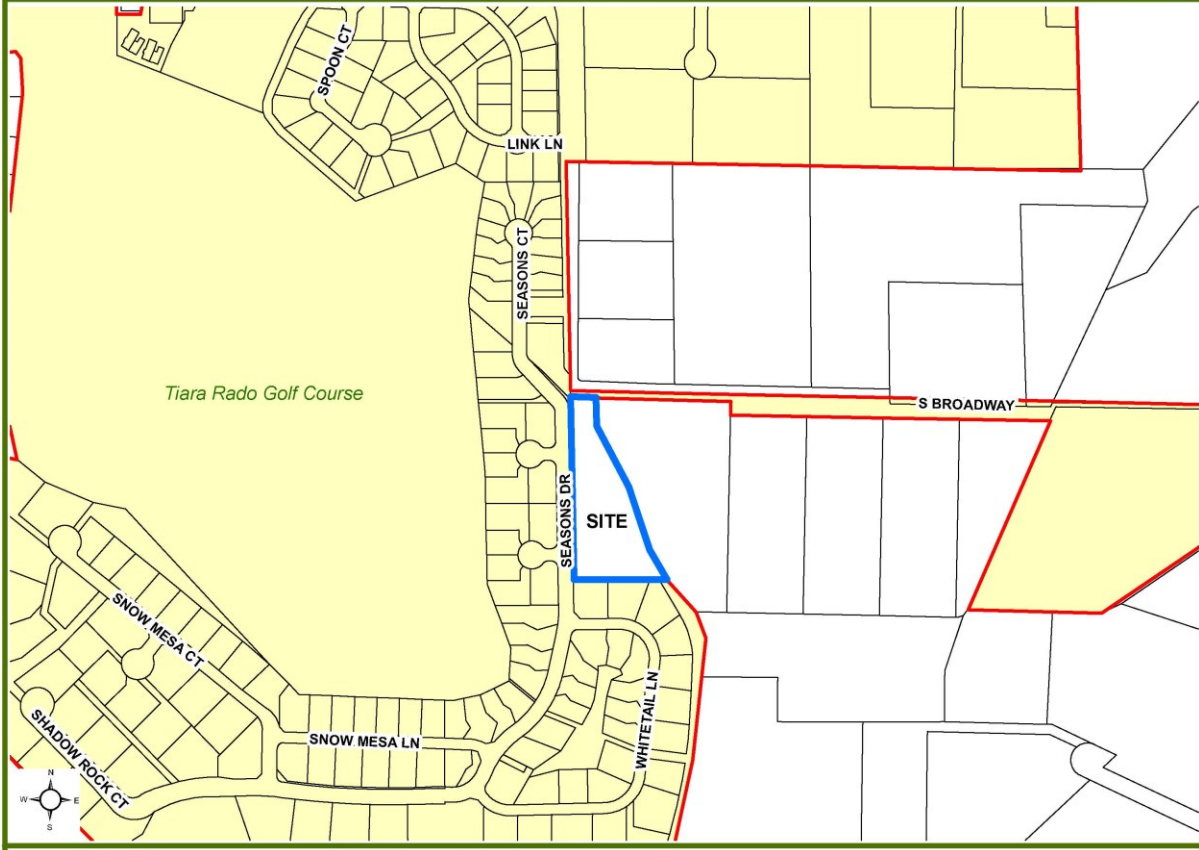 SPOON CT
LINK LN
SEASONS CT
Tiara Rado Golf Course
S BROADWAY
SEASONS DR
SITE
SNOW MESA CT
WHITETAIL LN
SHADOW ROCK CT
SNOW MESA LN
N
W E
S